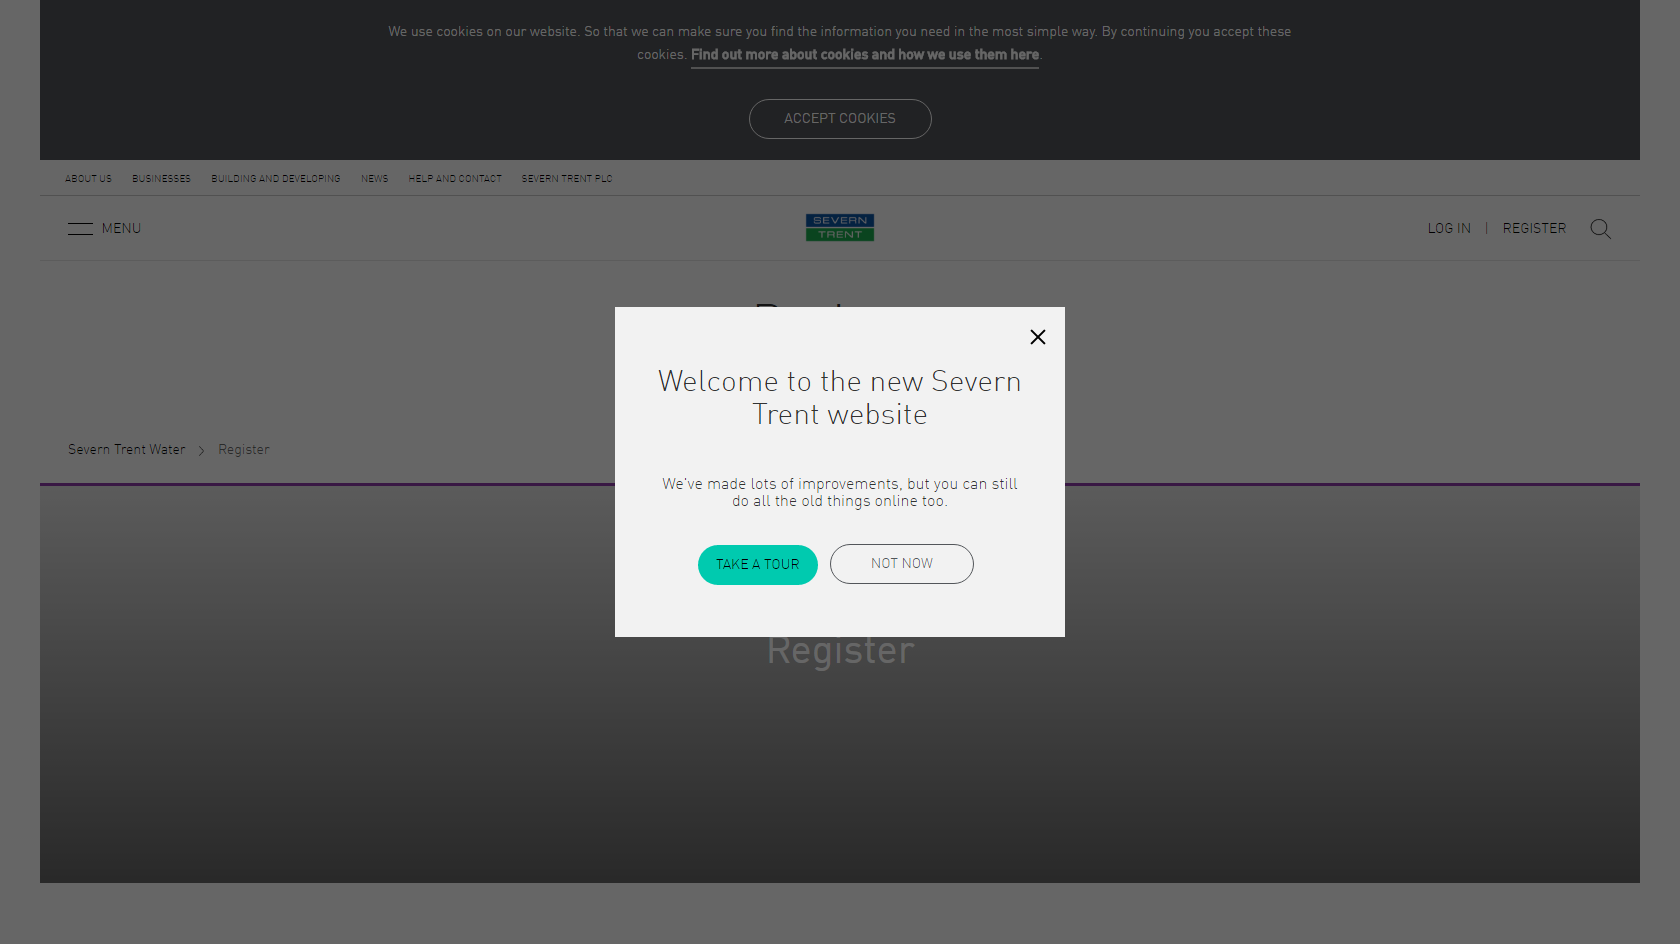 We use cookies on our website. So that we can make sure you find the information you need in the most simple way. By continuing you accept these
cookies. Find out more about cookies and how we use them here.
ACCEPT COOKIES
ABOUT US BUSINESSES BUILDING AND DEVELOPING NEWS HELP AND CONTACT SEVERN TRENT PLC
MENU
SEVERN
TRENT
LOG IN | REGISTER
Welcome to the new Severn
Trent website
Severn Trent Water > Register
We've made lots of improvements, but you can still
do all the old things online too.
TAKE A TOUR
NOT NOW
Register